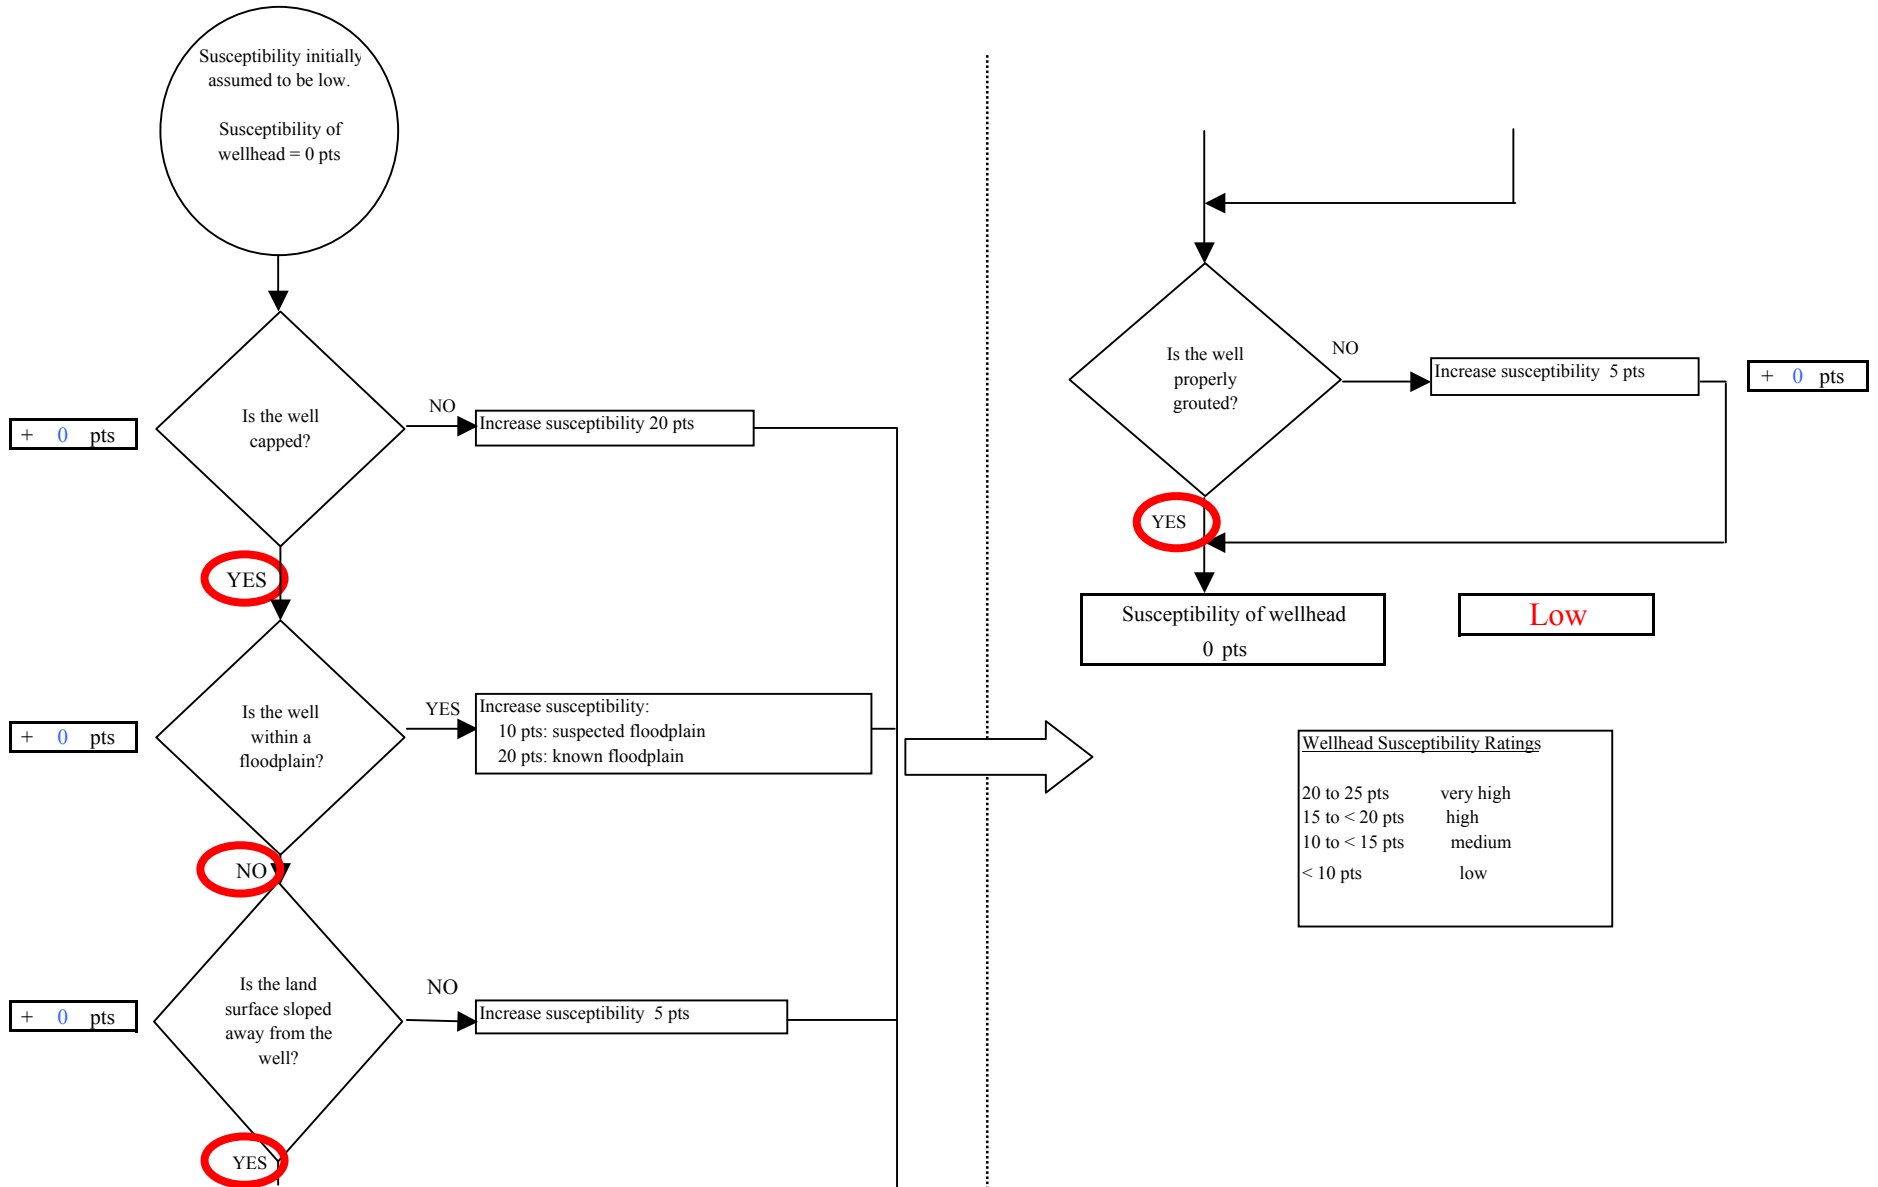 Susceptibility initially
assumed to be low.
Susceptibility of
wellhead = 0 pts
+ 0 pts
Is the well
capped?
NO
Increase susceptibility 20 pts
YES
+ 0 pts
Is the well
within a
floodplain?
YES
Increase susceptibility:
10 pts: suspected floodplain
20 pts: known floodplain
NO
+ 0 pts
Is the land
surface sloped
away from the
well?
NO
Increase susceptibility 5 pts
YES
Is the well
properly
grouted?
NO
Increase susceptibility 5 pts
+ 0 pts
YES
Susceptibility of wellhead
0 pts
Low
Wellhead Susceptibility Ratings
20 to 25 pts very high
15 to < 20 pts high
10 to < 15 pts medium
< 10 pts low